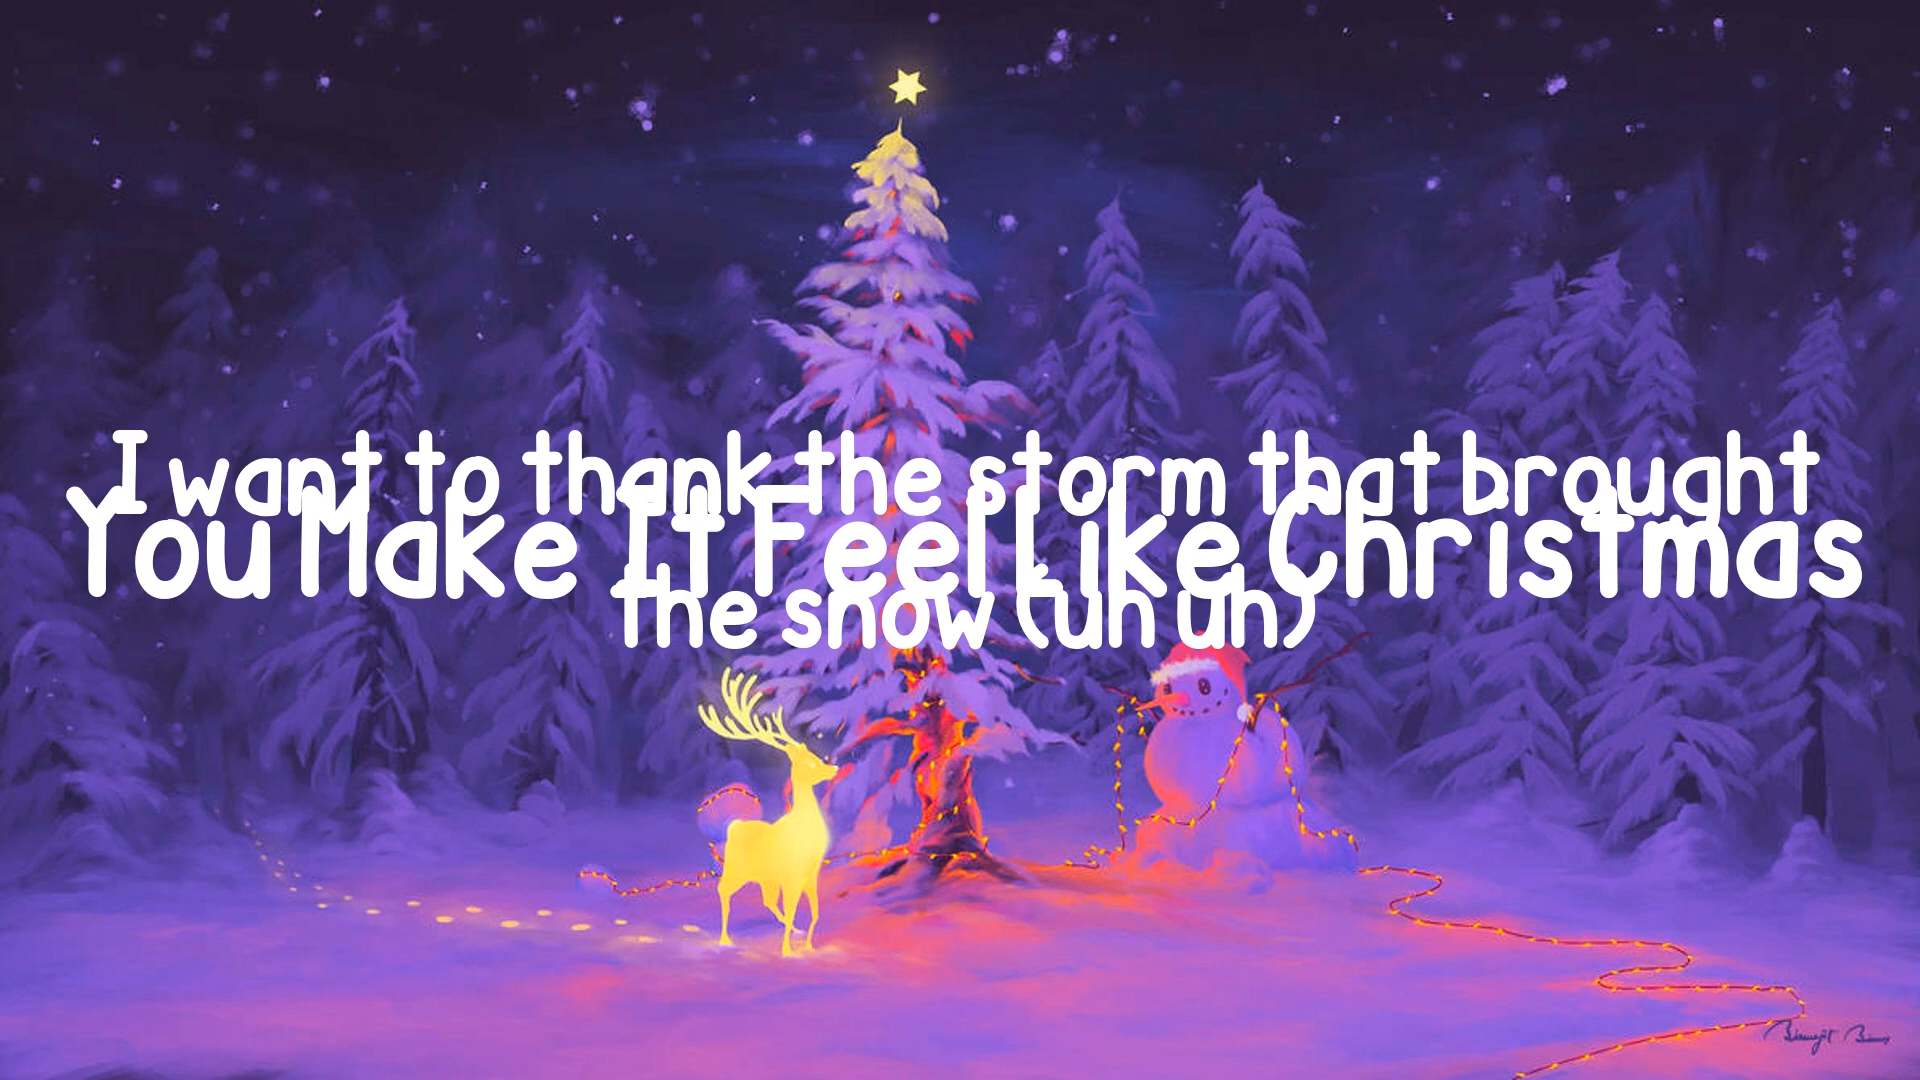 I want to thank the storm that brought
You Make It Feel Like Christmas
the snow (uh uh)